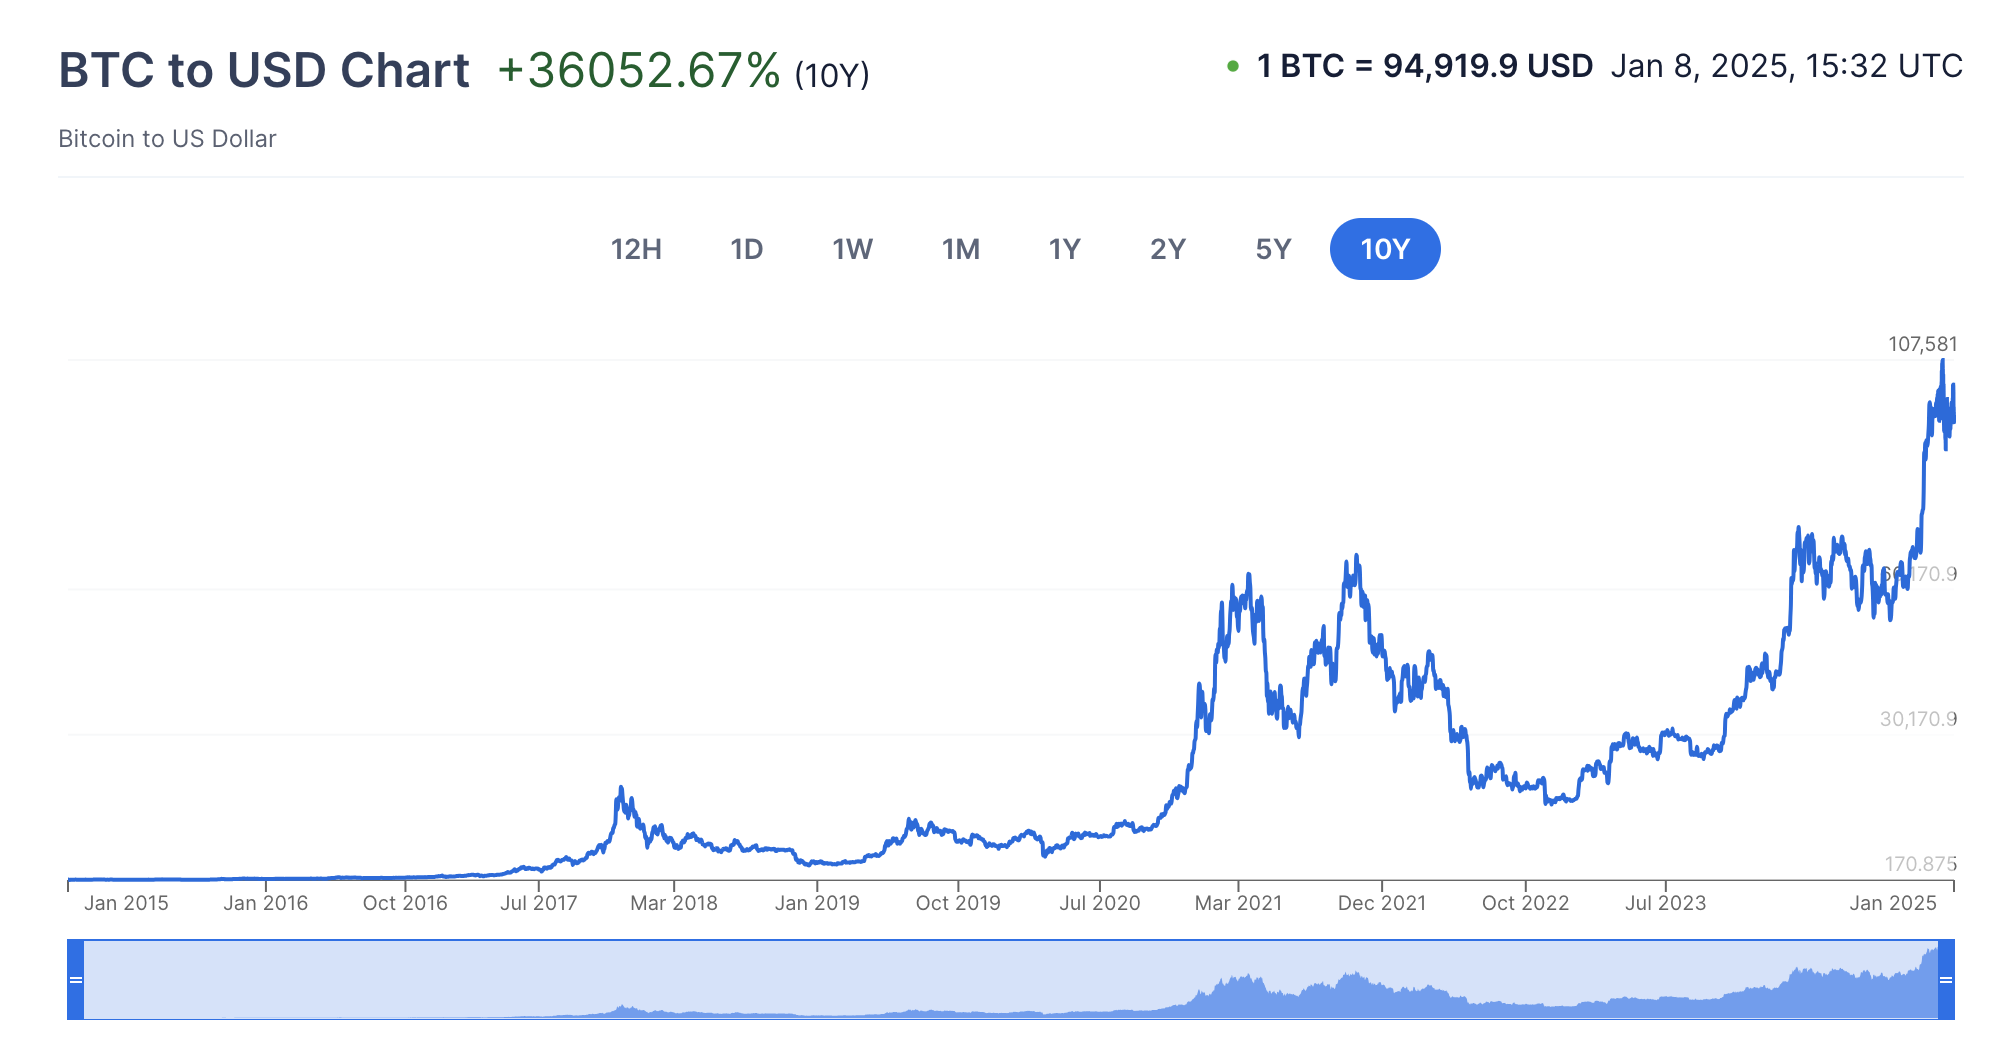 BTC to USD Chart +36052.67% (10Y)
1 BTC = 94,919.9 USD Jan 8, 2025, 15:32 UTC
Bitcoin to US Dollar
12H 1D 1W 1M 1Y 2Y 5Y 10Y
107,581
60,170.9
30,170.9
170.875
Jan 2015 Jan 2016 Oct 2016 Jul 2017 Mar 2018 Jan 2019 Oct 2019 Jul 2020 Mar 2021 Dec 2021 Oct 2022 Jul 2023 Jan 2025